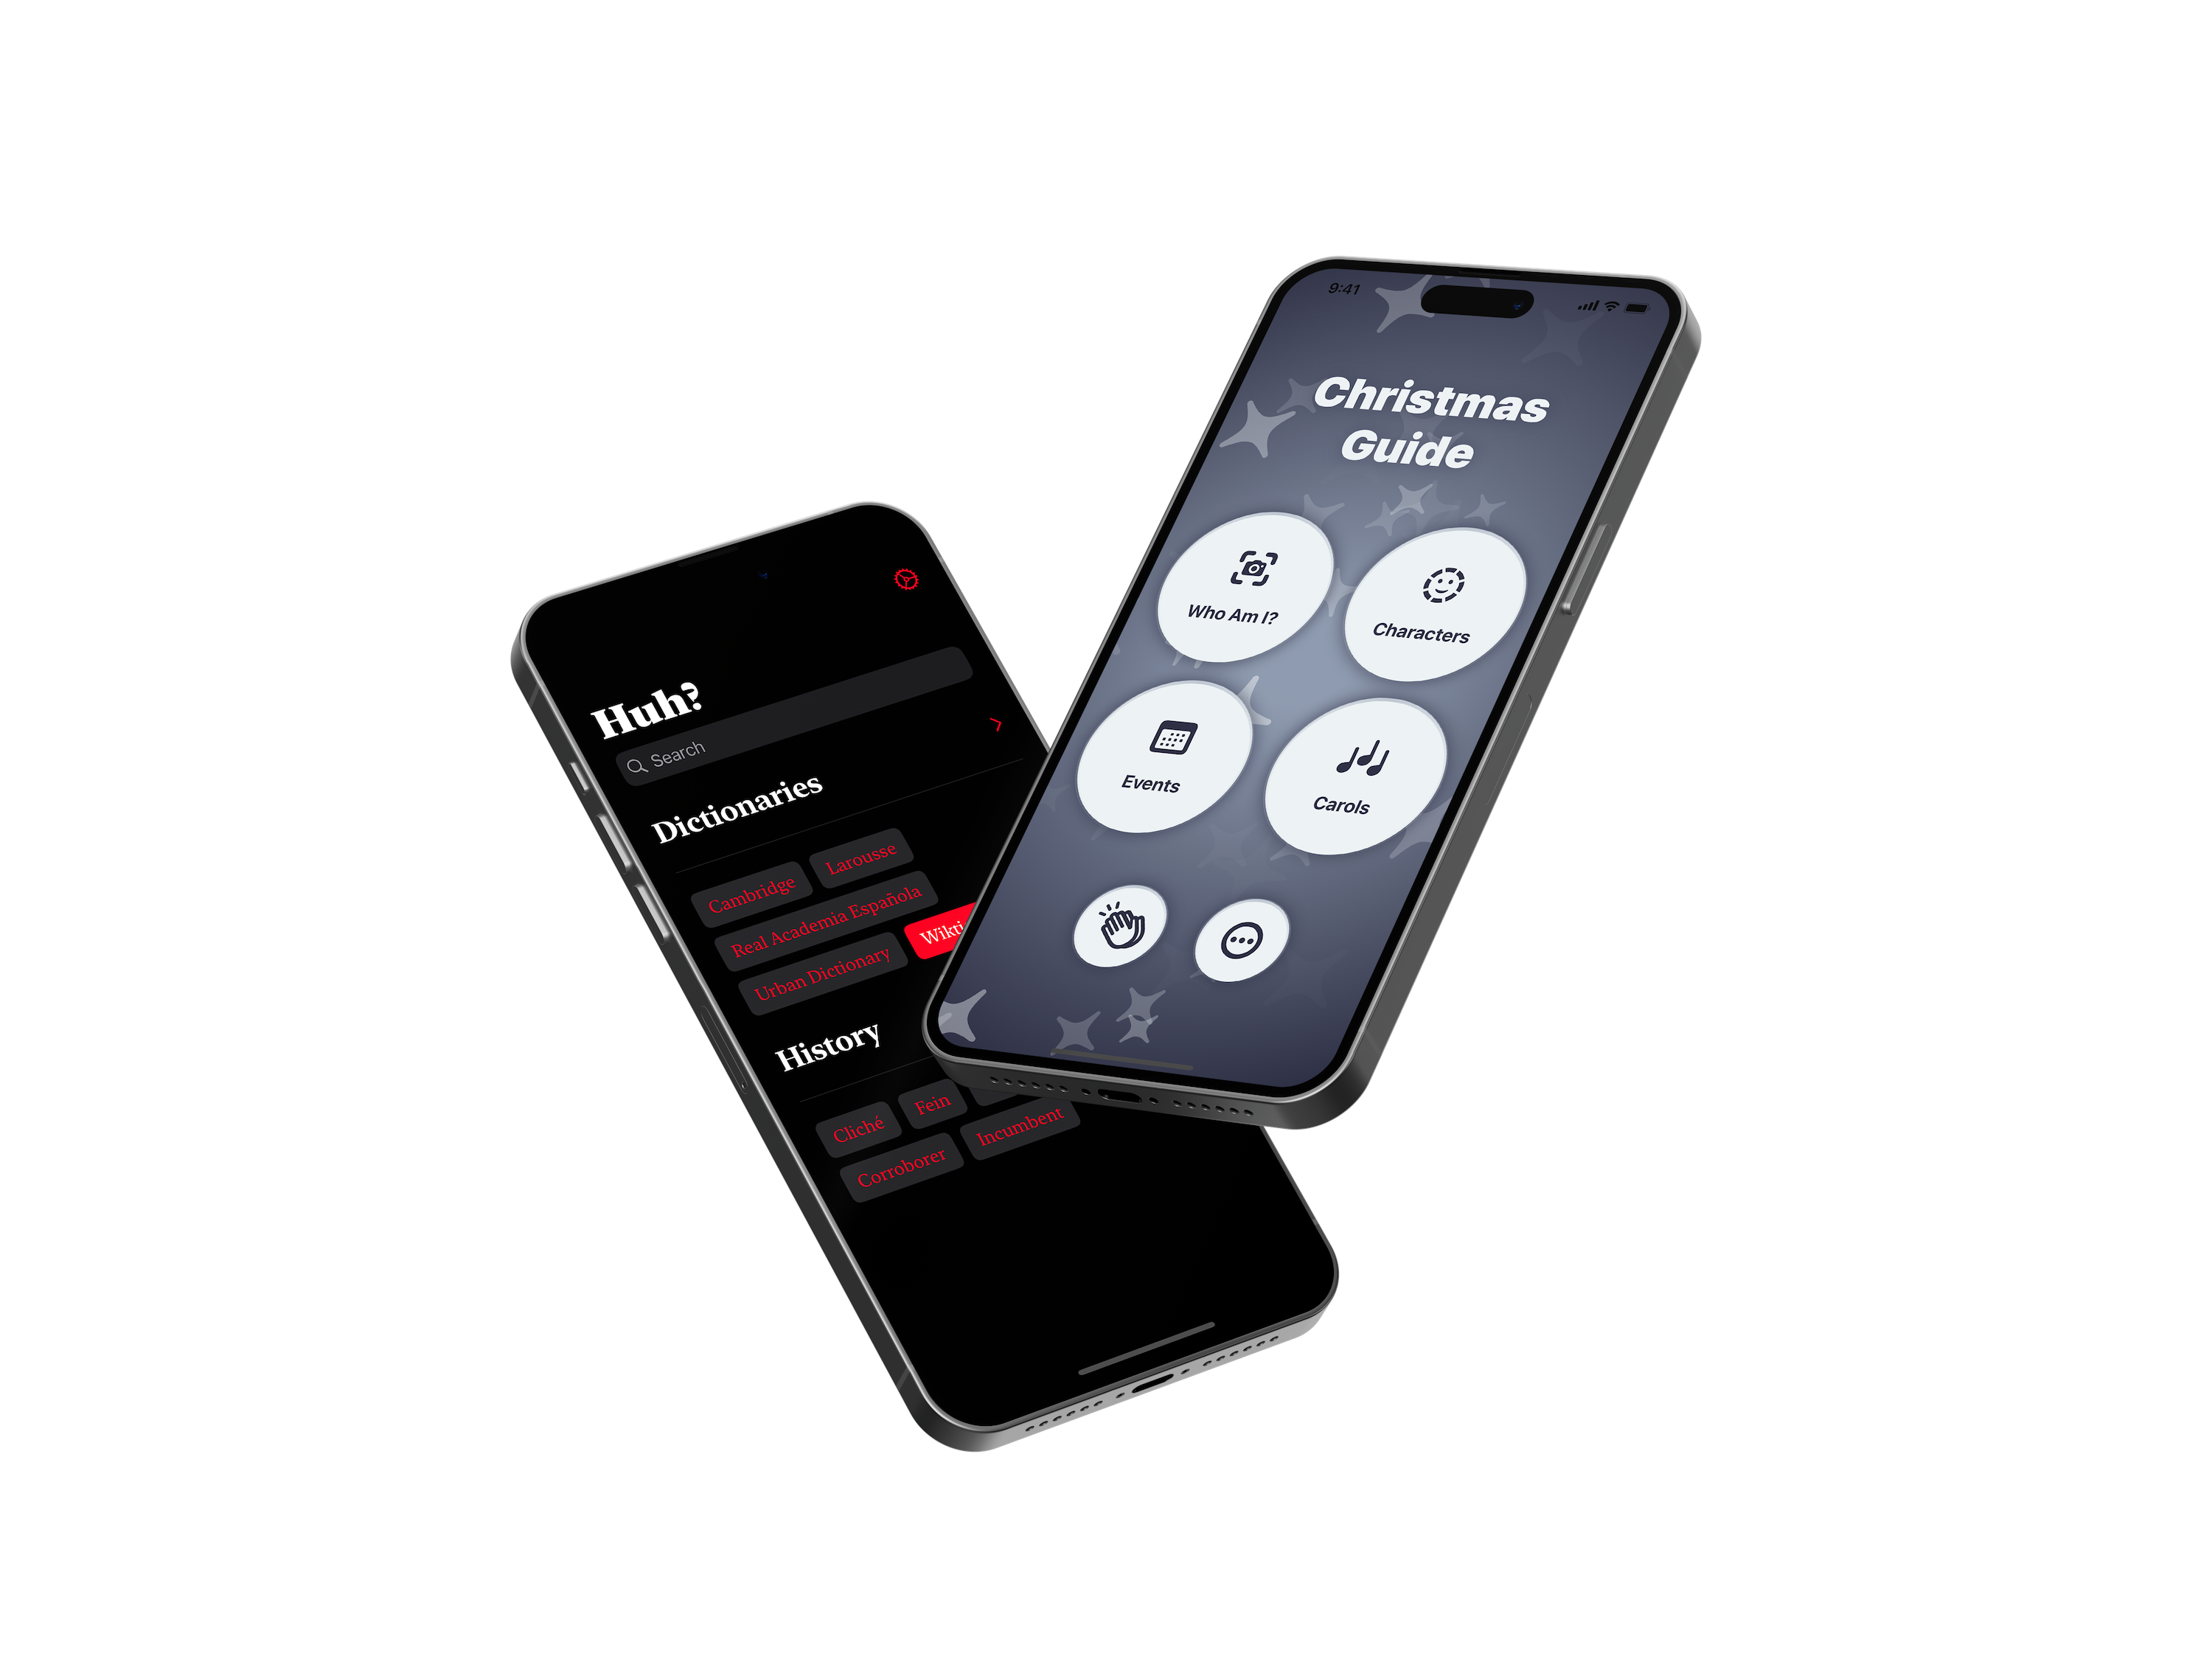 Huh?
Search
Dictionaries
Cambridge Larousse
Real Academia Española
Urban Dictionary Wikti
History
Cliché Fein
Corroborer Incumbent
9:41
Christmas
Guide
Who Am I? Characters
Events Carols